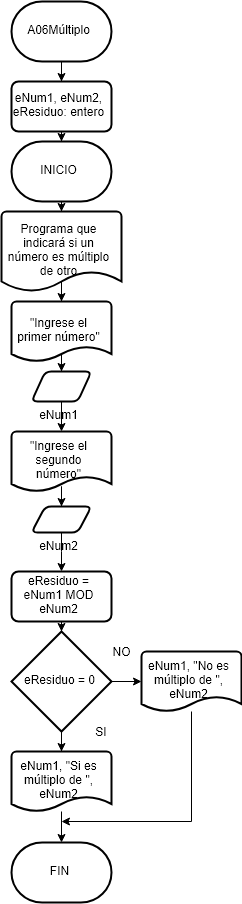 A06Múltiplo
eNum1, eNum2,
eResiduo: entero
INICIO
Programa que
indicará si un
número es múltiplo
de otro
"Ingrese el
primer número"
eNum1
"Ingrese el
segundo
número"
eNum2
eResiduo =
eNum1 MOD
eNum2
eResiduo = 0
NO
eNum1, "No es
múltiplo de ",
eNum2
SI
eNum1, "Si es
múltiplo de ",
eNum2
FIN